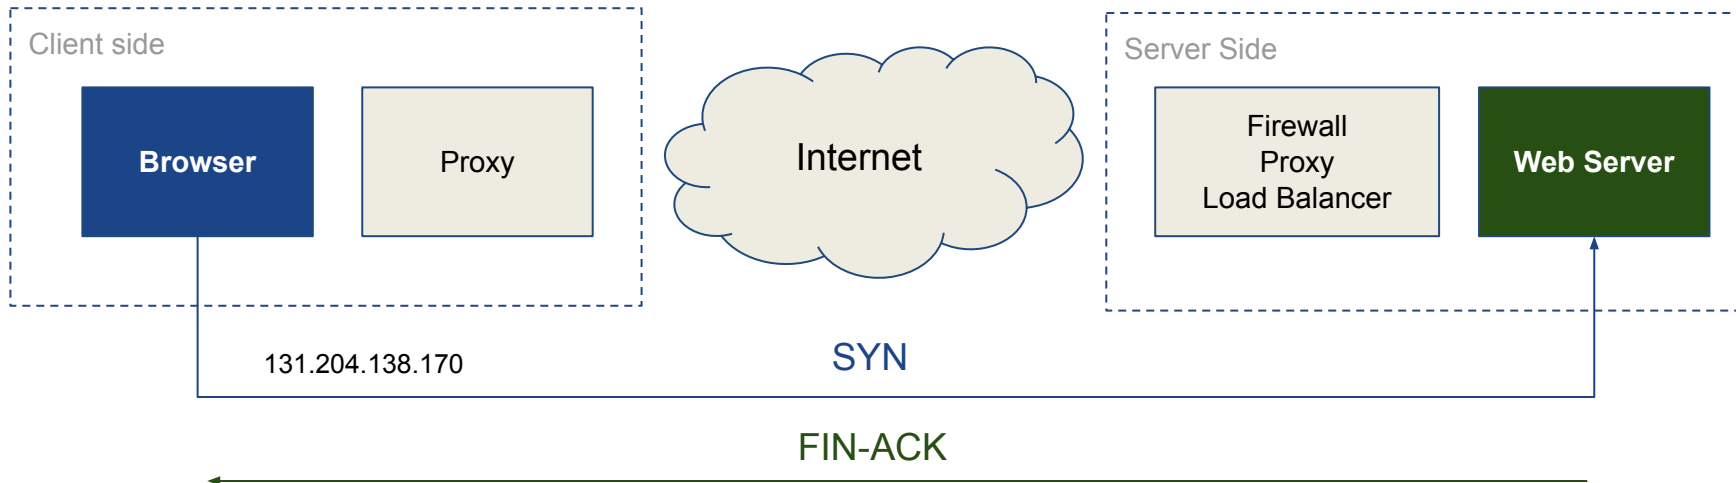 Client side
Browser
Proxy
Internet
Server Side
Firewall
Proxy
Load Balancer
Web Server
131.204.138.170
SYN
FIN-ACK